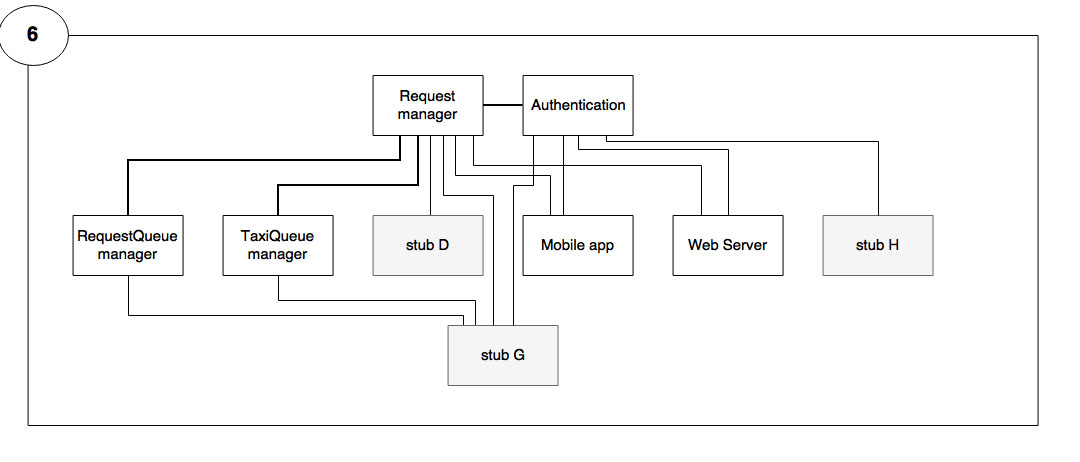 6
Request
manager
Authentication
RequestQueue
manager
TaxiQueue
manager
stub D
Mobile app
Web Server
stub H
stub G